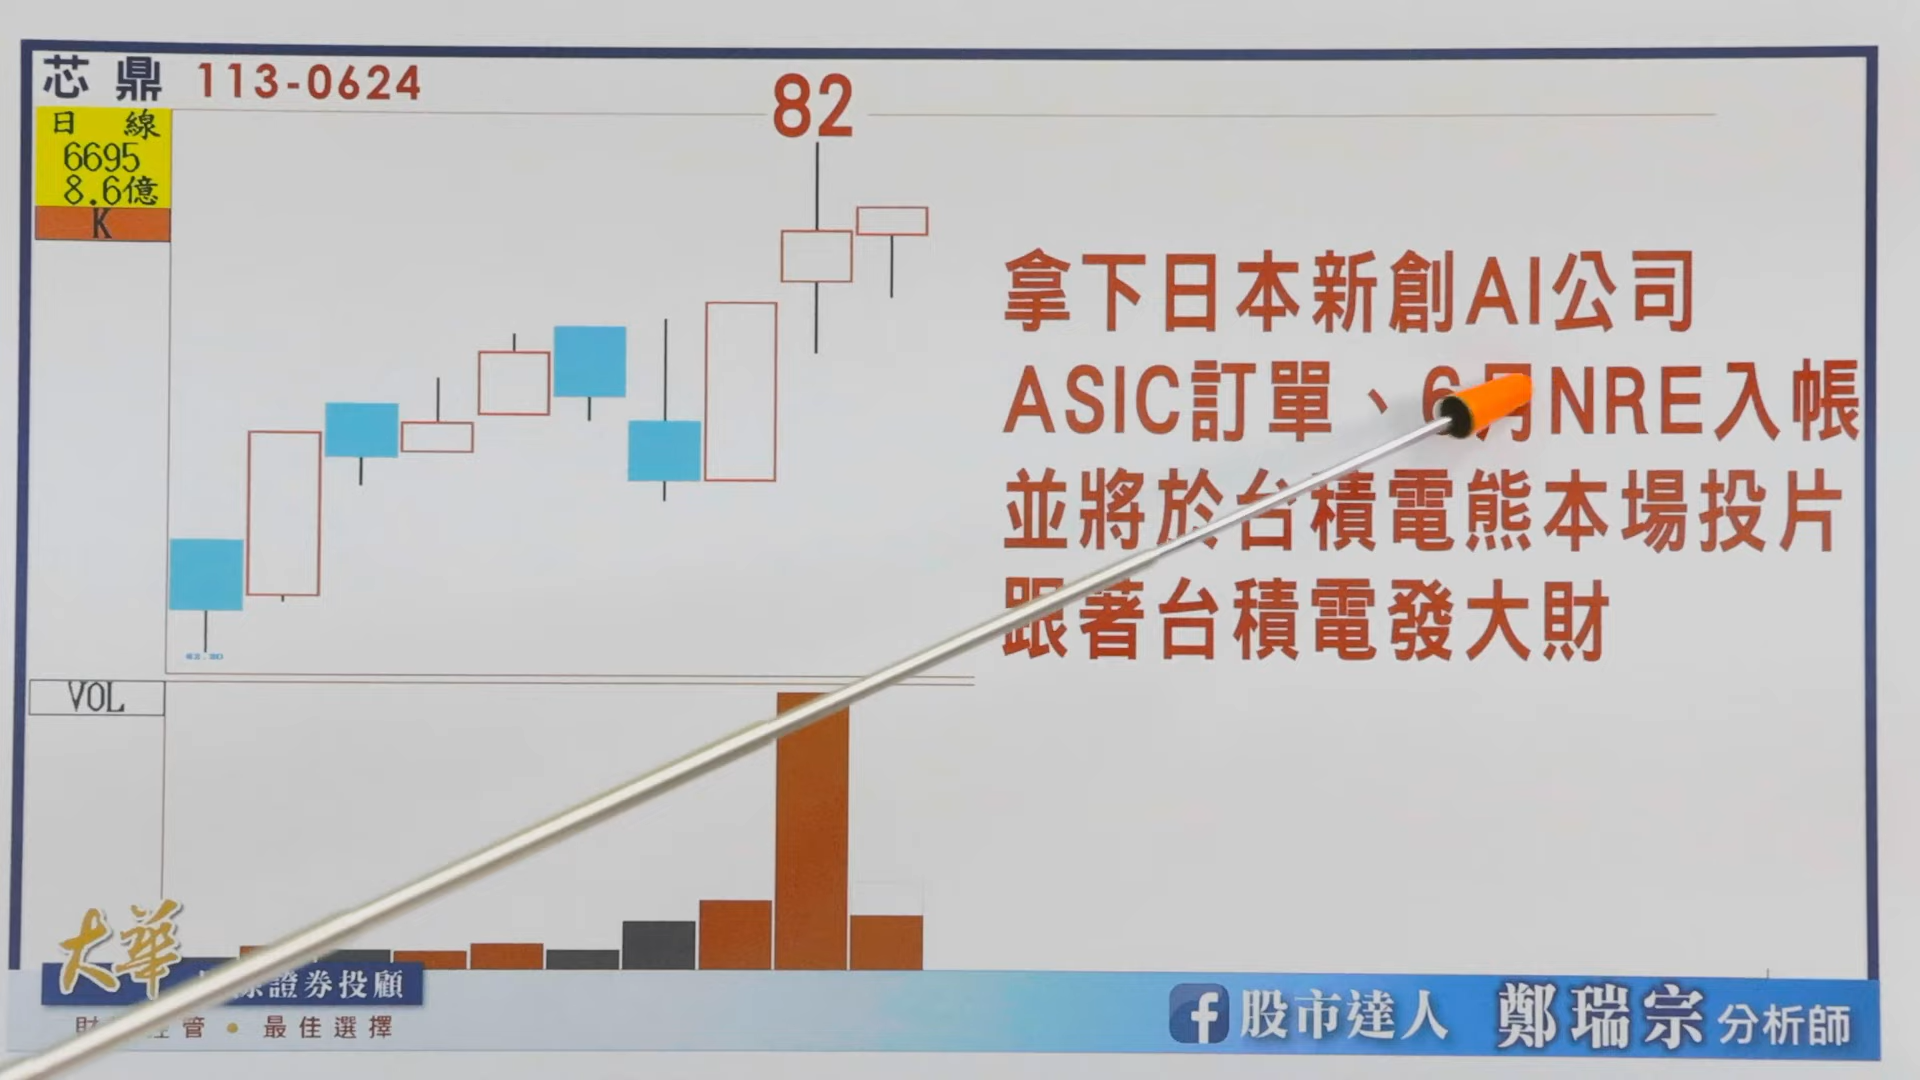 芯鼎 113-0624
82
日 線
6695
8.6億
K
拿下日本新創AI公司
ASIC訂單、6月NRE入帳
並將於台積電熊本場投片
跟著台積電發大財
VOL
大華
證券投顧
最佳選擇
股市達人 鄭瑞宗 分析師